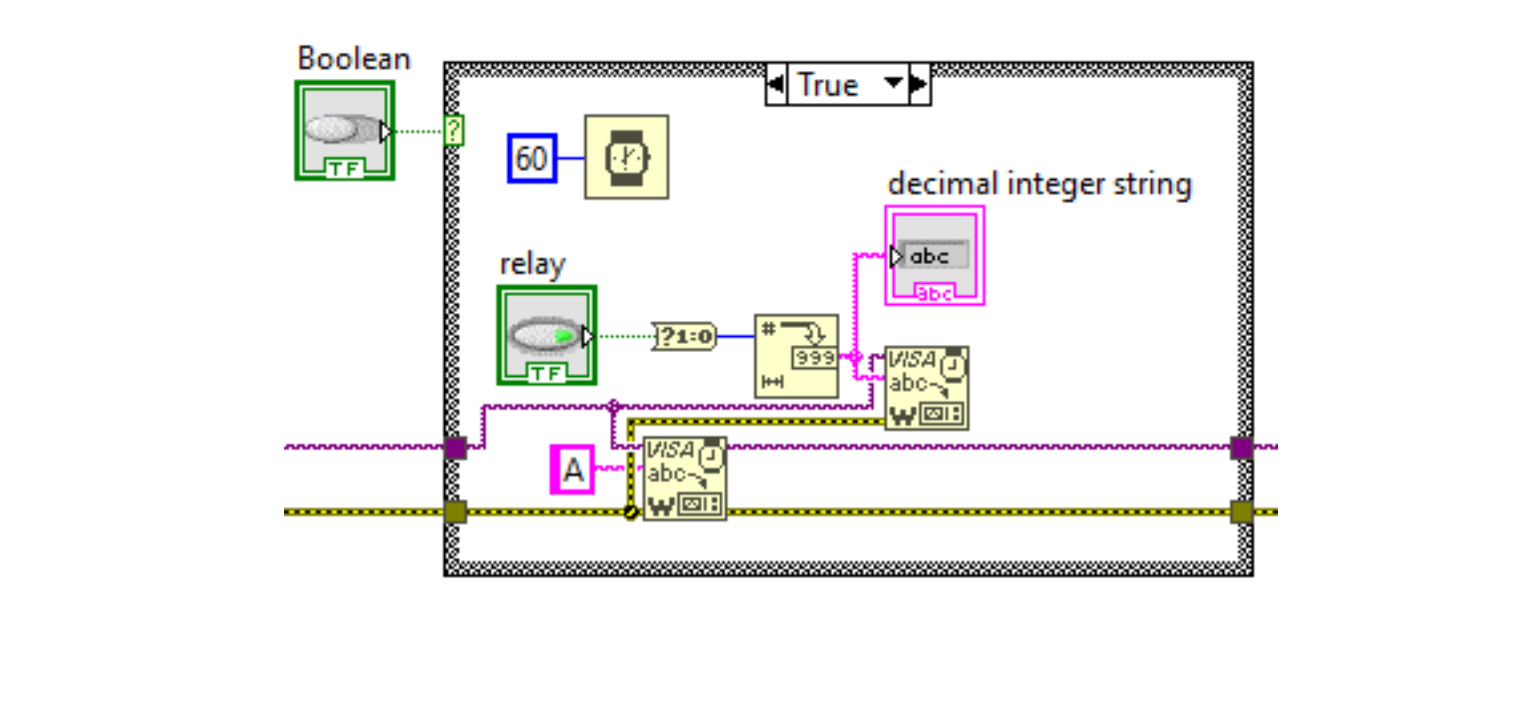 Boolean
True
?
TF
60
decimal integer string
relay
abc
abc
?1:0
#
999
TF
VISA
abc
W
VISA
A
abc
W